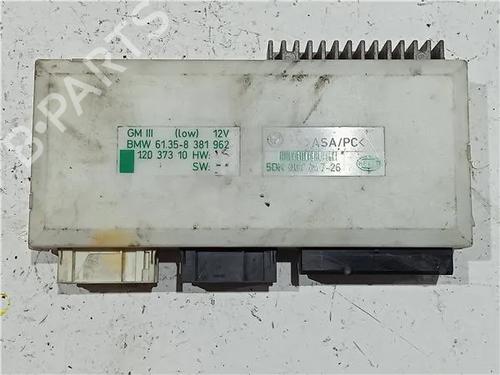 B-PARTS
GM III (low) 12V
BMW 61.35-8 381 962
120 373 10 HW:
SW:
>ASA/PC<